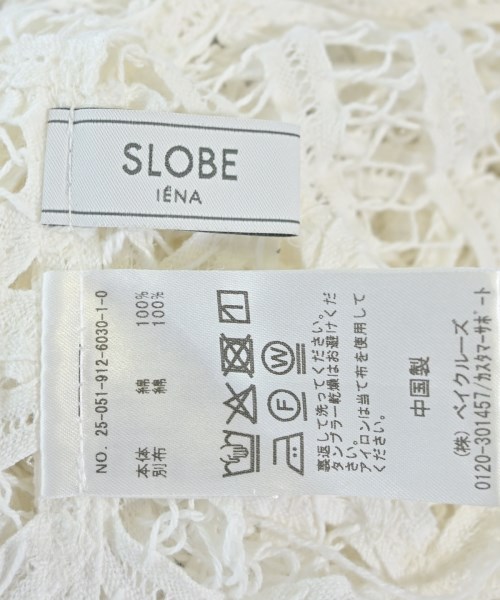 SLOBE
IÉNA
NO. 25-051-912-6030-1-0
本体 綿 100%
別布 綿 100%
W
F
裏返して洗ってください。
タンブラー乾燥はお避けくだ
さい。
アイロンは当て布を使用して
ください。
中国製
(株) ベイクルーズ
0120-301457/カスタマーサポート